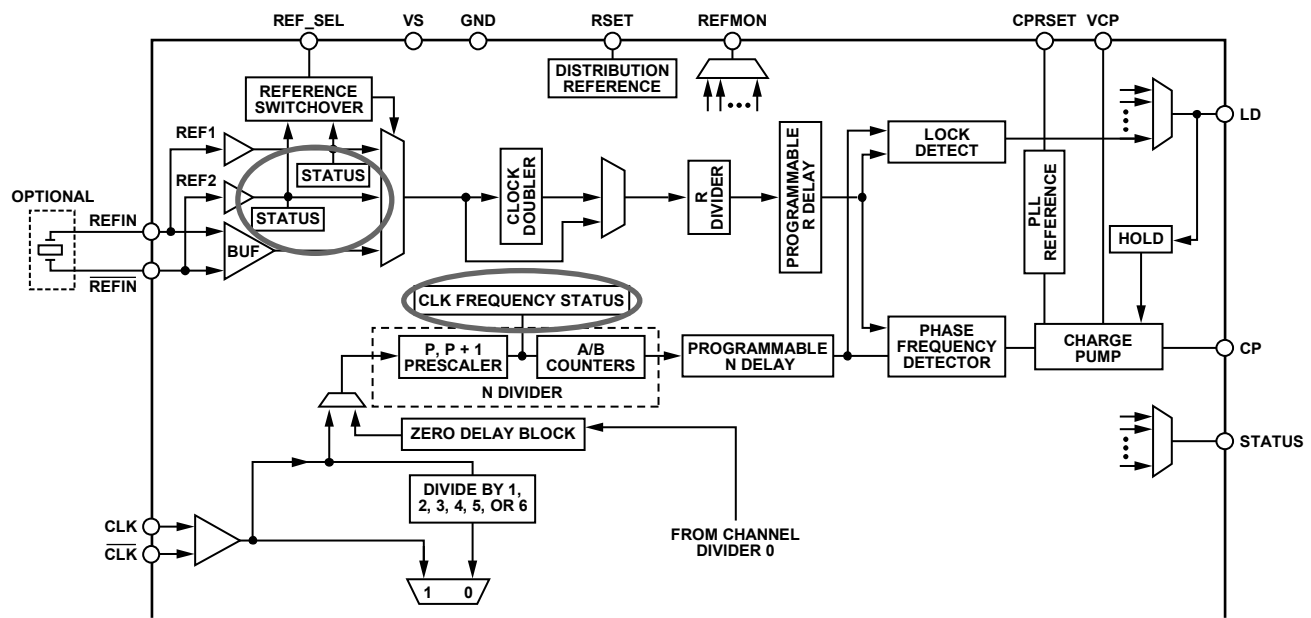 REF_SEL
VS
GND
RSET
REFMON
CPRSET
VCP
DISTRIBUTION
REFERENCE
REFERENCE
SWITCHOVER
REF1
REF2
STATUS
STATUS
BUF
OPTIONAL
REFIN
REFIN
CLOCK
DOUBLER
R
DIVIDER
PROGRAMMABLE
R DELAY
LOCK
DETECT
PLL
REFERENCE
LD
HOLD
CLK FREQUENCY STATUS
P, P + 1
PRESCALER
A/B
COUNTERS
N DIVIDER
PROGRAMMABLE
N DELAY
PHASE
FREQUENCY
DETECTOR
CHARGE
PUMP
CP
ZERO DELAY BLOCK
STATUS
DIVIDE BY 1,
2, 3, 4, 5, OR 6
FROM CHANNEL
DIVIDER 0
CLK
CLK
1 0